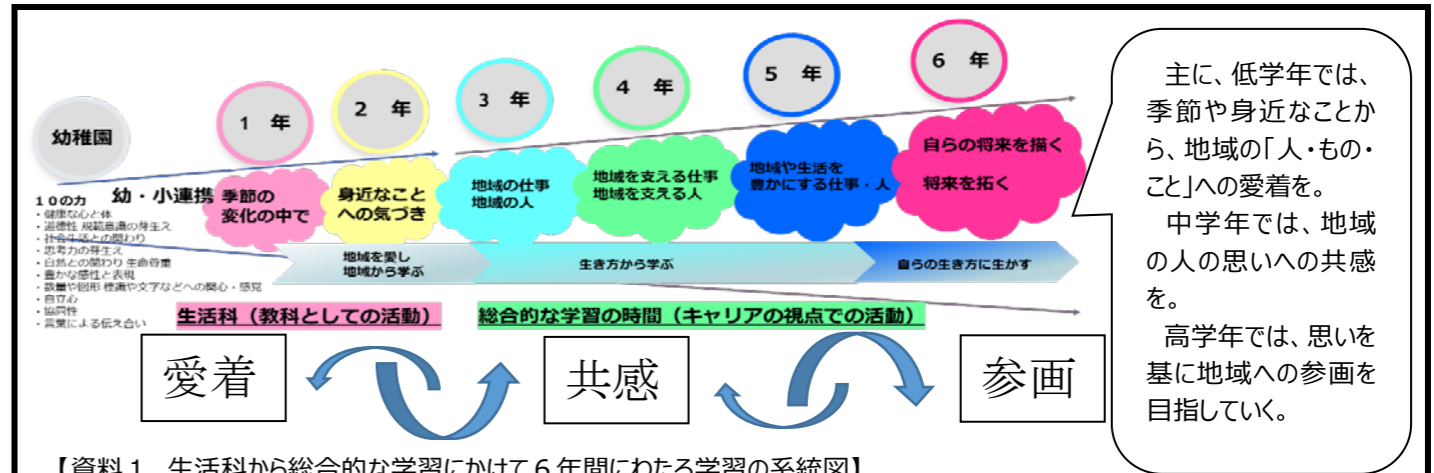 幼稚園
1 年
2 年
3 年
4 年
5 年
6 年
幼・小連携
10の力
・健康な心と体
・道徳性 規範意識の芽生え
・社会生活との関わり
・思考力の芽生え
・自然との関わり 生命尊重
・豊かな感性と表現
・数量や図形 標識や文字などへの関心・感覚
・自立心
・協同性
・言葉による伝え合い
季節の
変化の中で
身近なこと
への気づき
地域の仕事
地域の人
地域を支える仕事
地域を支える人
地域や生活を
豊かにする仕事・人
自らの将来を描く
将来を拓く
地域を愛し
地域から学ぶ
生き方から学ぶ
自らの生き方に生かす
生活科（教科としての活動）
総合的な学習の時間（キャリアの視点での活動）
愛着
共感
参画
主に、低学年では、
季節や身近なことか
ら、地域の「人・もの・
こと」への愛着を。
中学年では、地域
の人の思いへの共感
を。
高学年では、思いを
基に地域への参画を
目指していく。
【資料１ 生活科から総合的な学習にかけて６年間にわたる学習の系統図】